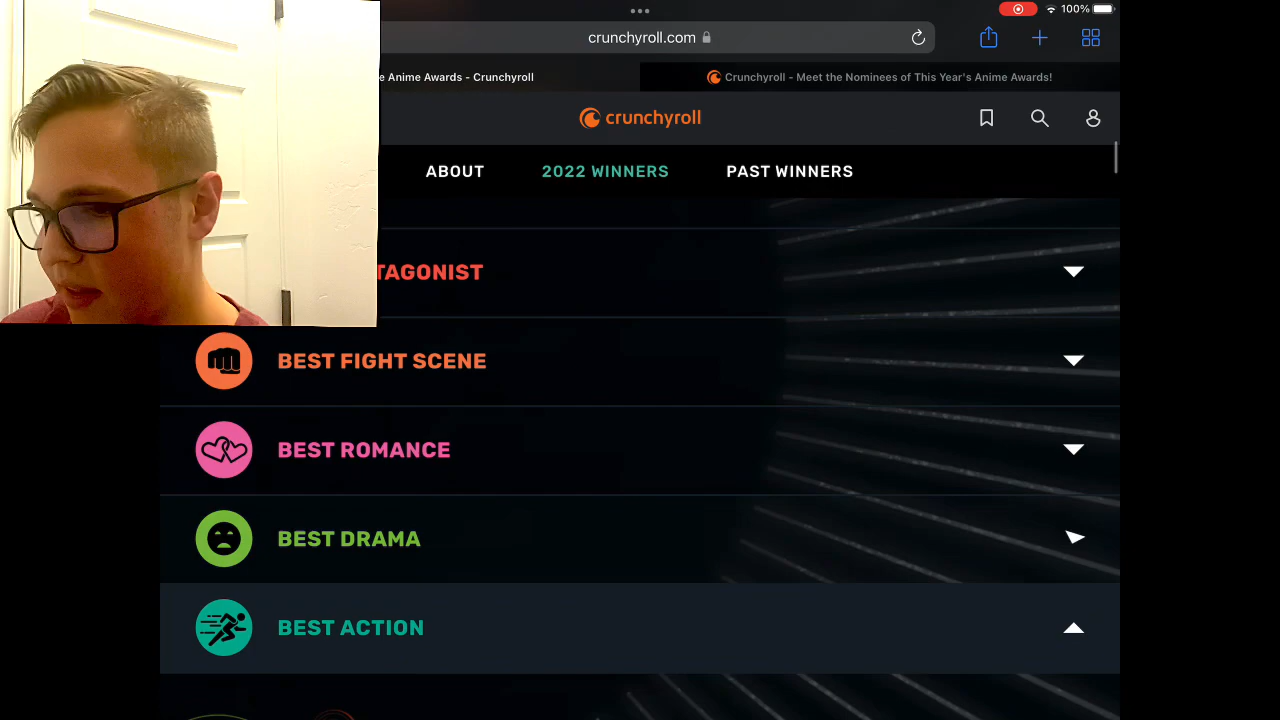 100%
crunchyroll.com
e Anime Awards - Crunchyroll
Crunchyroll - Meet the Nominees of This Year's Anime Awards!
crunchyroll
ABOUT
2022 WINNERS
PAST WINNERS
TAGONIST
BEST FIGHT SCENE
BEST ROMANCE
BEST DRAMA
BEST ACTION